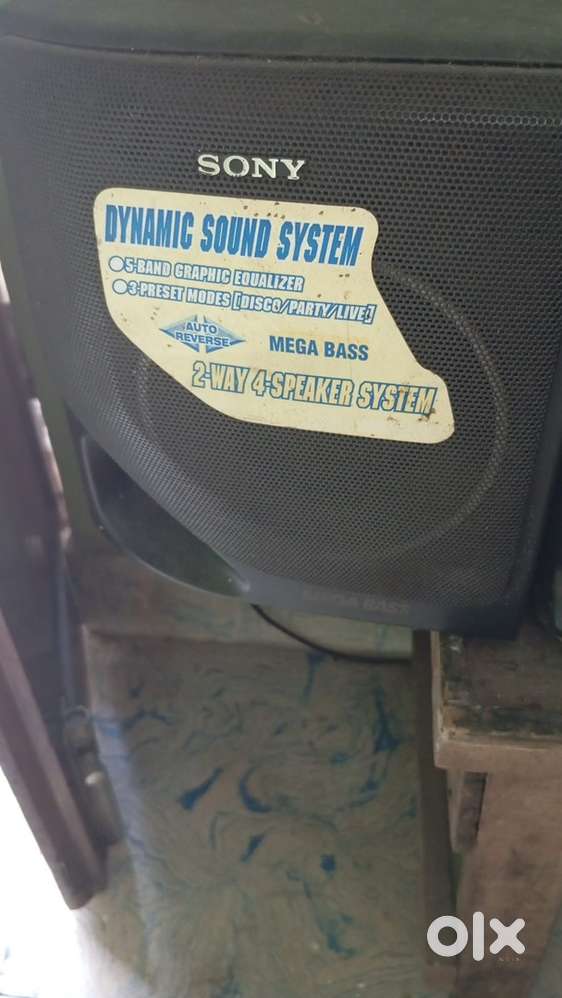 SONY
DYNAMIC SOUND SYSTEM
5-BAND GRAPHIC EQUALIZER
3-PRESET MODES [DISCO/PARTY/LIVE]
AUTO
REVERSE
MEGA BASS
2-WAY 4-SPEAKER SYSTEM
MEGA BASS
olx